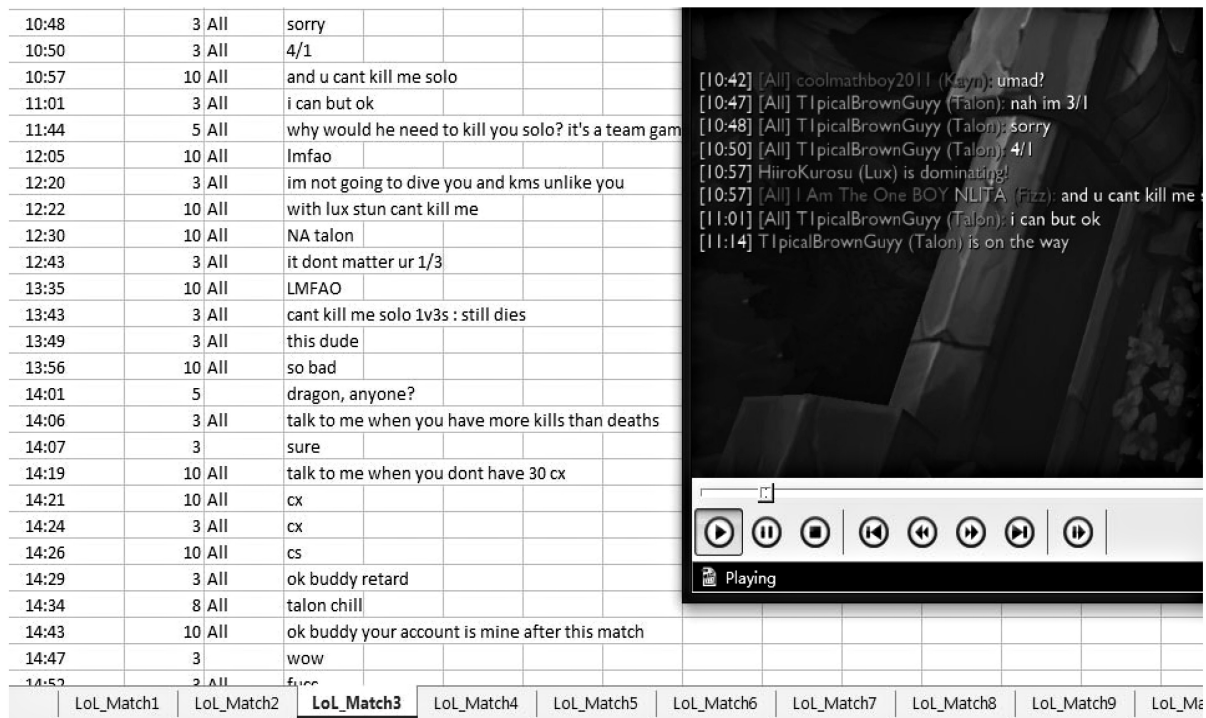 10:48 3 All sorry
10:50 3 All 4/1
10:57 10 All and u cant kill me solo
11:01 3 All i can but ok
11:44 5 All why would he need to kill you solo? it's a team gam
12:05 10 All lmfao
12:20 3 All im not going to dive you and kms unlike you
12:22 10 All with lux stun cant kill me
12:30 10 All NA talon
12:43 3 All it dont matter ur 1/3
13:35 10 All LMFAO
13:43 3 All cant kill me solo 1v3s : still dies
13:49 3 All this dude
13:56 10 All so bad
14:01 5 dragon, anyone?
14:06 3 All talk to me when you have more kills than deaths
14:07 3 sure
14:19 10 All talk to me when you dont have 30 cx
14:21 10 All cx
14:24 3 All cx
14:26 10 All cs
14:29 3 All ok buddy retard
14:34 8 All talon chill
14:43 10 All ok buddy your account is mine after this match
14:47 3 wow
14:52 3 All
[10:42] [All] coolmathboy2011 (Kayn): umad?
[10:47] [All] T1picalBrownGuyy (Talon): nah im 3/1
[10:48] [All] T1picalBrownGuyy (Talon): sorry
[10:50] [All] T1picalBrownGuyy (Talon): 4/1
[10:57] HiiroKurosu (Lux) is dominating!
[10:57] [All] I Am The One BOY NLITA (Fizz): and u cant kill me
[11:01] [All] T1picalBrownGuyy (Talon): i can but ok
[11:14] T1picalBrownGuyy (Talon) is on the way
Playing
LoL_Match1 LoL_Match2 LoL_Match3 LoL_Match4 LoL_Match5 LoL_Match6 LoL_Match7 LoL_Match8 LoL_Match9 LoL_Ma